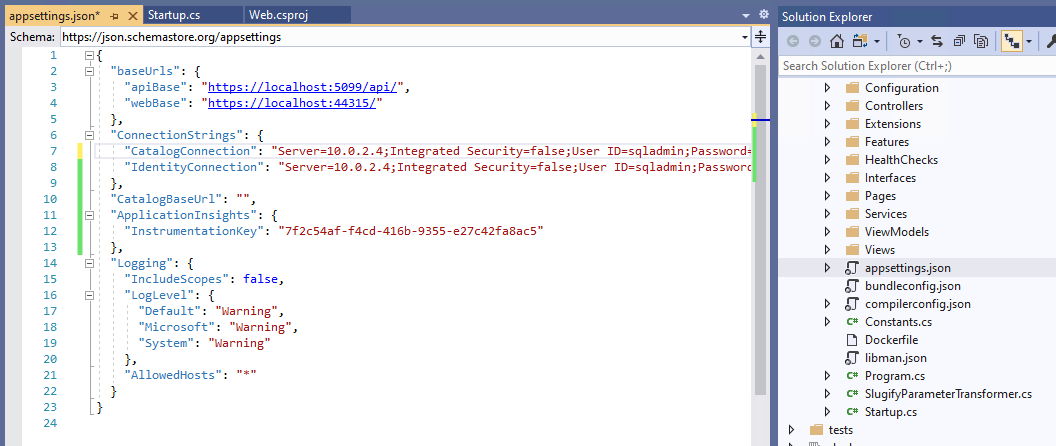 appsettings.json* Startup.cs Web.csproj
Schema: https://json.schemastore.org/appsettings
1 {
2 "baseUrls": {
3 "apiBase": "https://localhost:5099/api/",
4 "webBase": "https://localhost:44315/"
5 },
6 "ConnectionStrings": {
7 "CatalogConnection": "Server=10.0.2.4;Integrated Security=false;User ID=sqladmin;Password=
8 "IdentityConnection": "Server=10.0.2.4;Integrated Security=false;User ID=sqladmin;Password
9 },
10 "CatalogBaseUrl": "",
11 "ApplicationInsights": {
12 "InstrumentationKey": "7f2c54af-f4cd-416b-9355-e27c42fa8ac5"
13 },
14 "Logging": {
15 "IncludeScopes": false,
16 "LogLevel": {
17 "Default": "Warning",
18 "Microsoft": "Warning",
19 "System": "Warning"
20 },
21 "AllowedHosts": "*"
22 }
23 }
24
Solution Explorer
Search Solution Explorer (Ctrl+;)
Configuration
Controllers
Extensions
Features
HealthChecks
Interfaces
Pages
Services
ViewModels
Views
appsettings.json
bundleconfig.json
compilerconfig.json
C# Constants.cs
Dockerfile
libman.json
C# Program.cs
C# SlugifyParameterTransformer.cs
C# Startup.cs
tests